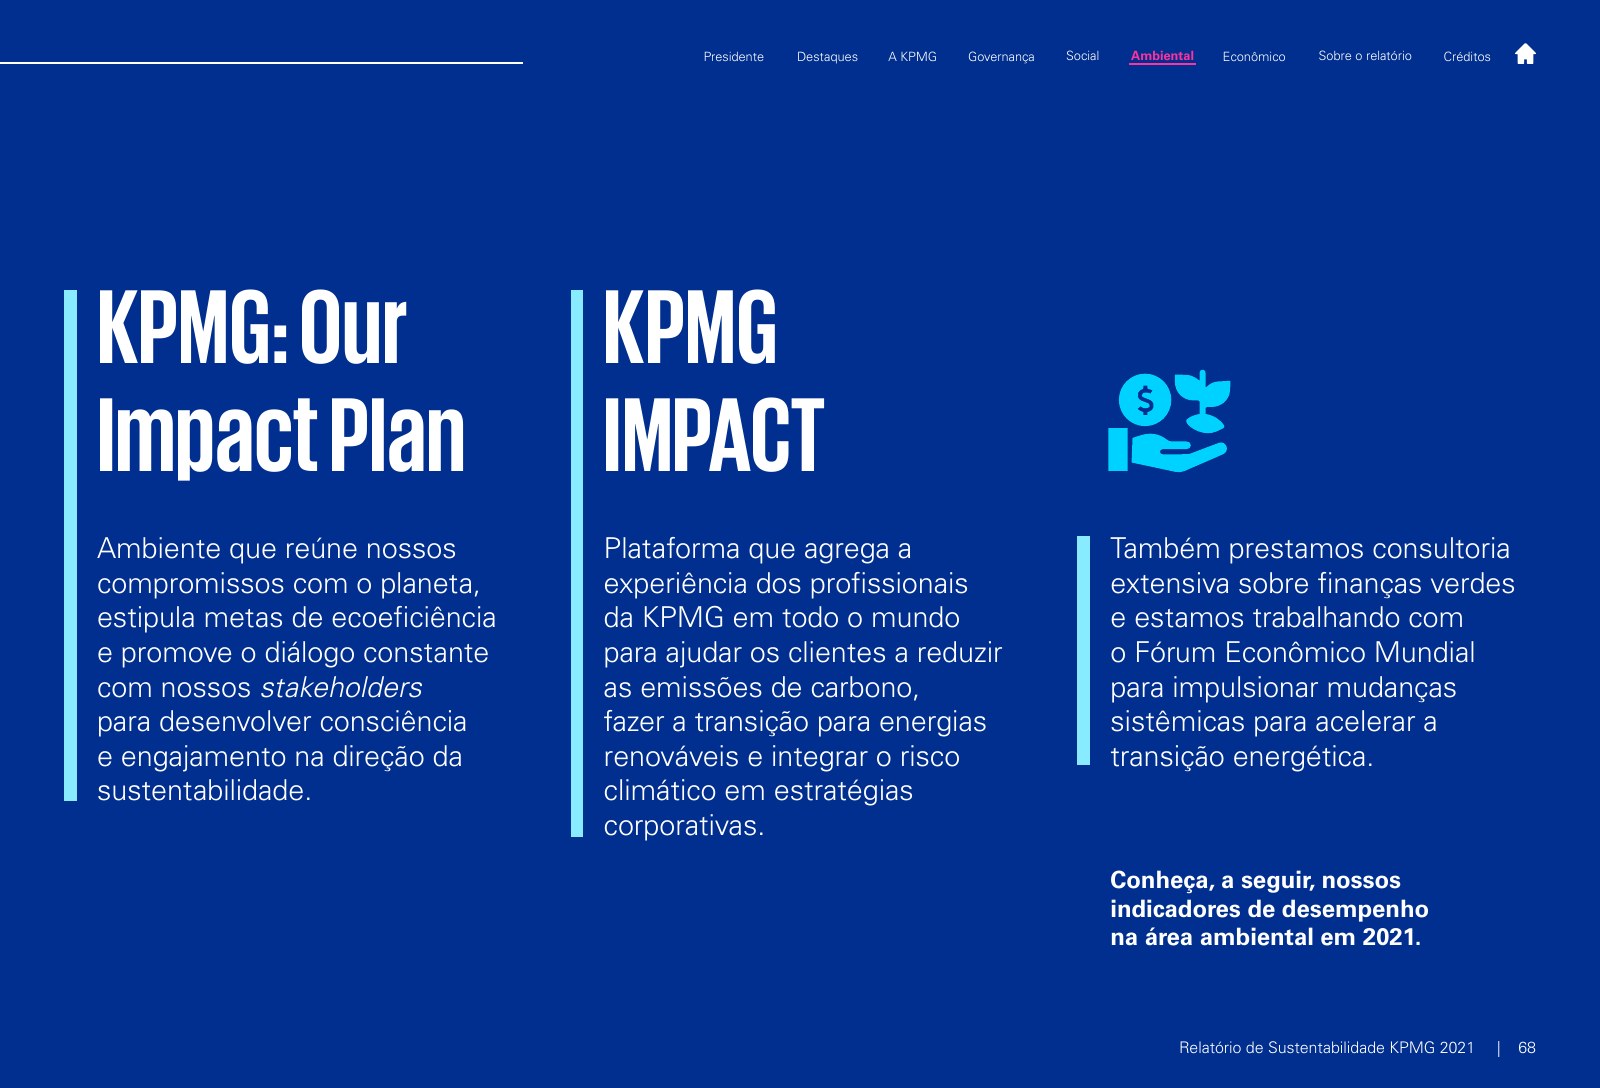 Presidente
Destaques
A KPMG
Governança
Social
Ambiental
Econômico
Sobre o relatório
Créditos
KPMG: Our
Impact Plan
Ambiente que reúne nossos
compromissos com o planeta,
estipula metas de ecoeficiência
e promove o diálogo constante
com nossos stakeholders
para desenvolver consciência
e engajamento na direção da
sustentabilidade.
KPMG
IMPACT
Plataforma que agrega a
experiência dos profissionais
da KPMG em todo o mundo
para ajudar os clientes a reduzir
as emissões de carbono,
fazer a transição para energias
renováveis e integrar o risco
climático em estratégias
corporativas.
$
Também prestamos consultoria
extensiva sobre finanças verdes
e estamos trabalhando com
o Fórum Econômico Mundial
para impulsionar mudanças
sistêmicas para acelerar a
transição energética.
Conheça, a seguir, nossos
indicadores de desempenho
na área ambiental em 2021.
Relatório de Sustentabilidade KPMG 2021 | 68